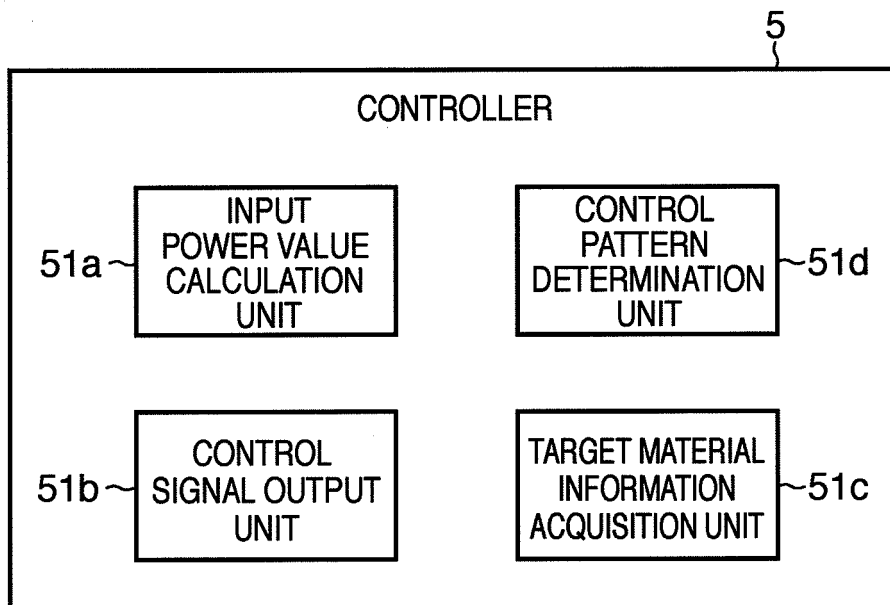 5
CONTROLLER
51a
INPUT
POWER VALUE
CALCULATION
UNIT
CONTROL
PATTERN
DETERMINATION
UNIT
51d
51b
CONTROL
SIGNAL OUTPUT
UNIT
TARGET MATERIAL
INFORMATION
ACQUISITION UNIT
51c